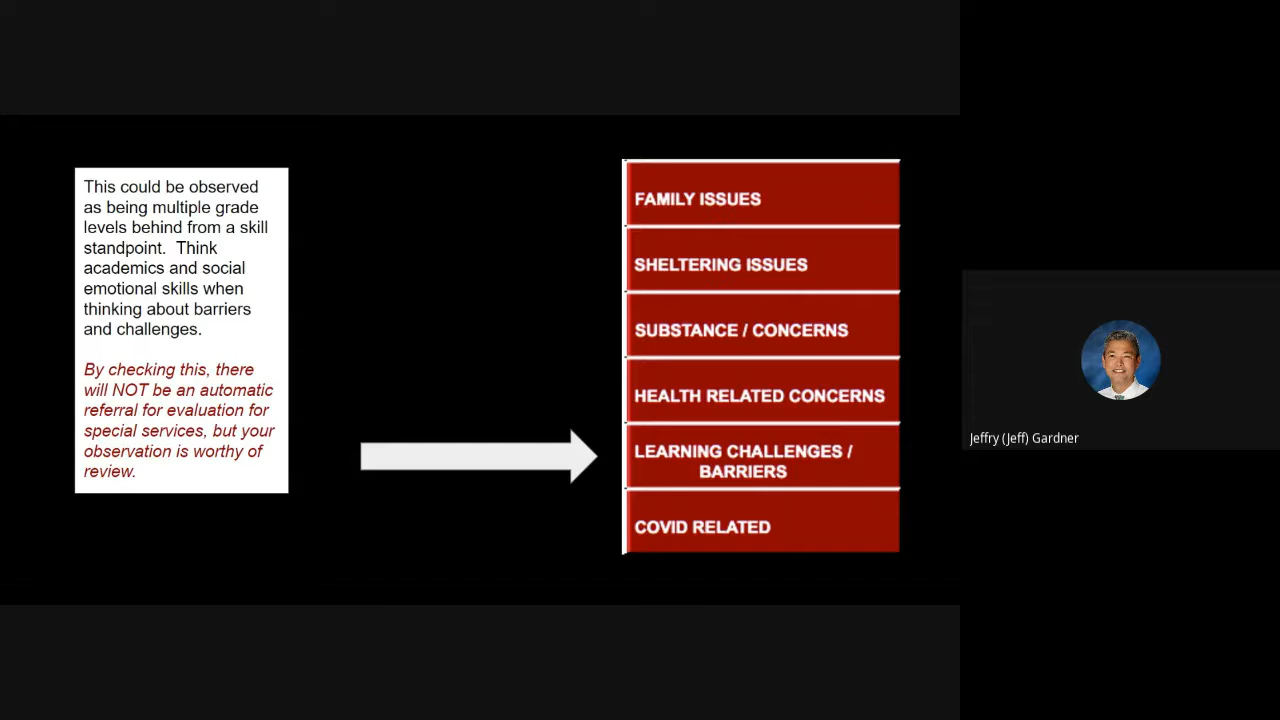 This could be observed
as being multiple grade
levels behind from a skill
standpoint.  Think
academics and social
emotional skills when
thinking about barriers
and challenges.
By checking this, there
will NOT be an automatic
referral for evaluation for
special services, but your
observation is worthy of
review.
FAMILY ISSUES
SHELTERING ISSUES
SUBSTANCE / CONCERNS
HEALTH RELATED CONCERNS
LEARNING CHALLENGES /
BARRIERS
COVID RELATED
Jeffry (Jeff) Gardner